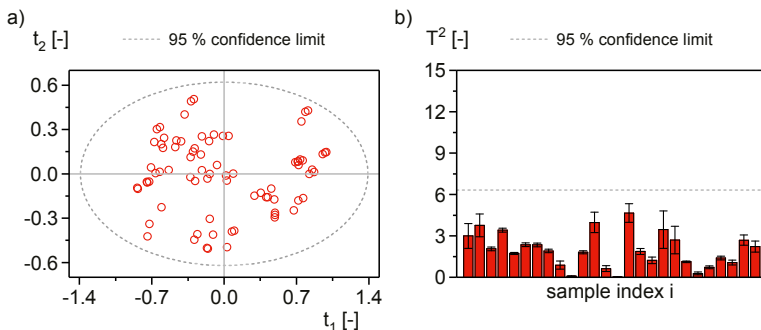 a)
t2 [-]
95 % confidence limit
0.6
0.3
0.0
-0.3
-0.6
-1.4 -0.7 0.0 0.7 1.4
t1 [-]
b)
T² [-]
95 % confidence limit
15
12
9
6
3
0
sample index i